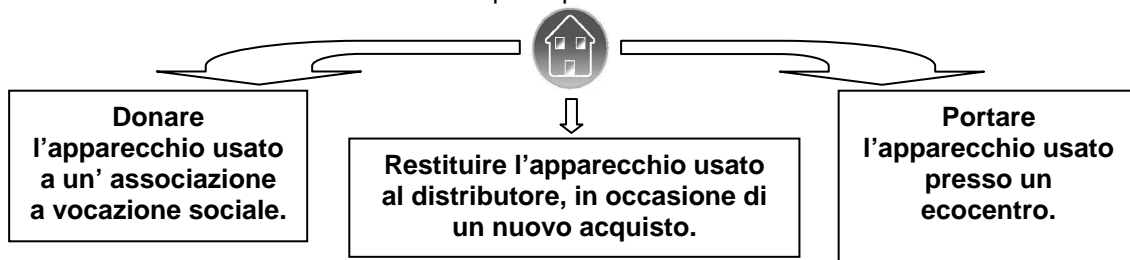 Donare
l’apparecchio usato
a un’ associazione
a vocazione sociale.
Restituire l’apparecchio usato
al distributore, in occasione di
un nuovo acquisto.
Portare
l’apparecchio usato
presso un
ecocentro.